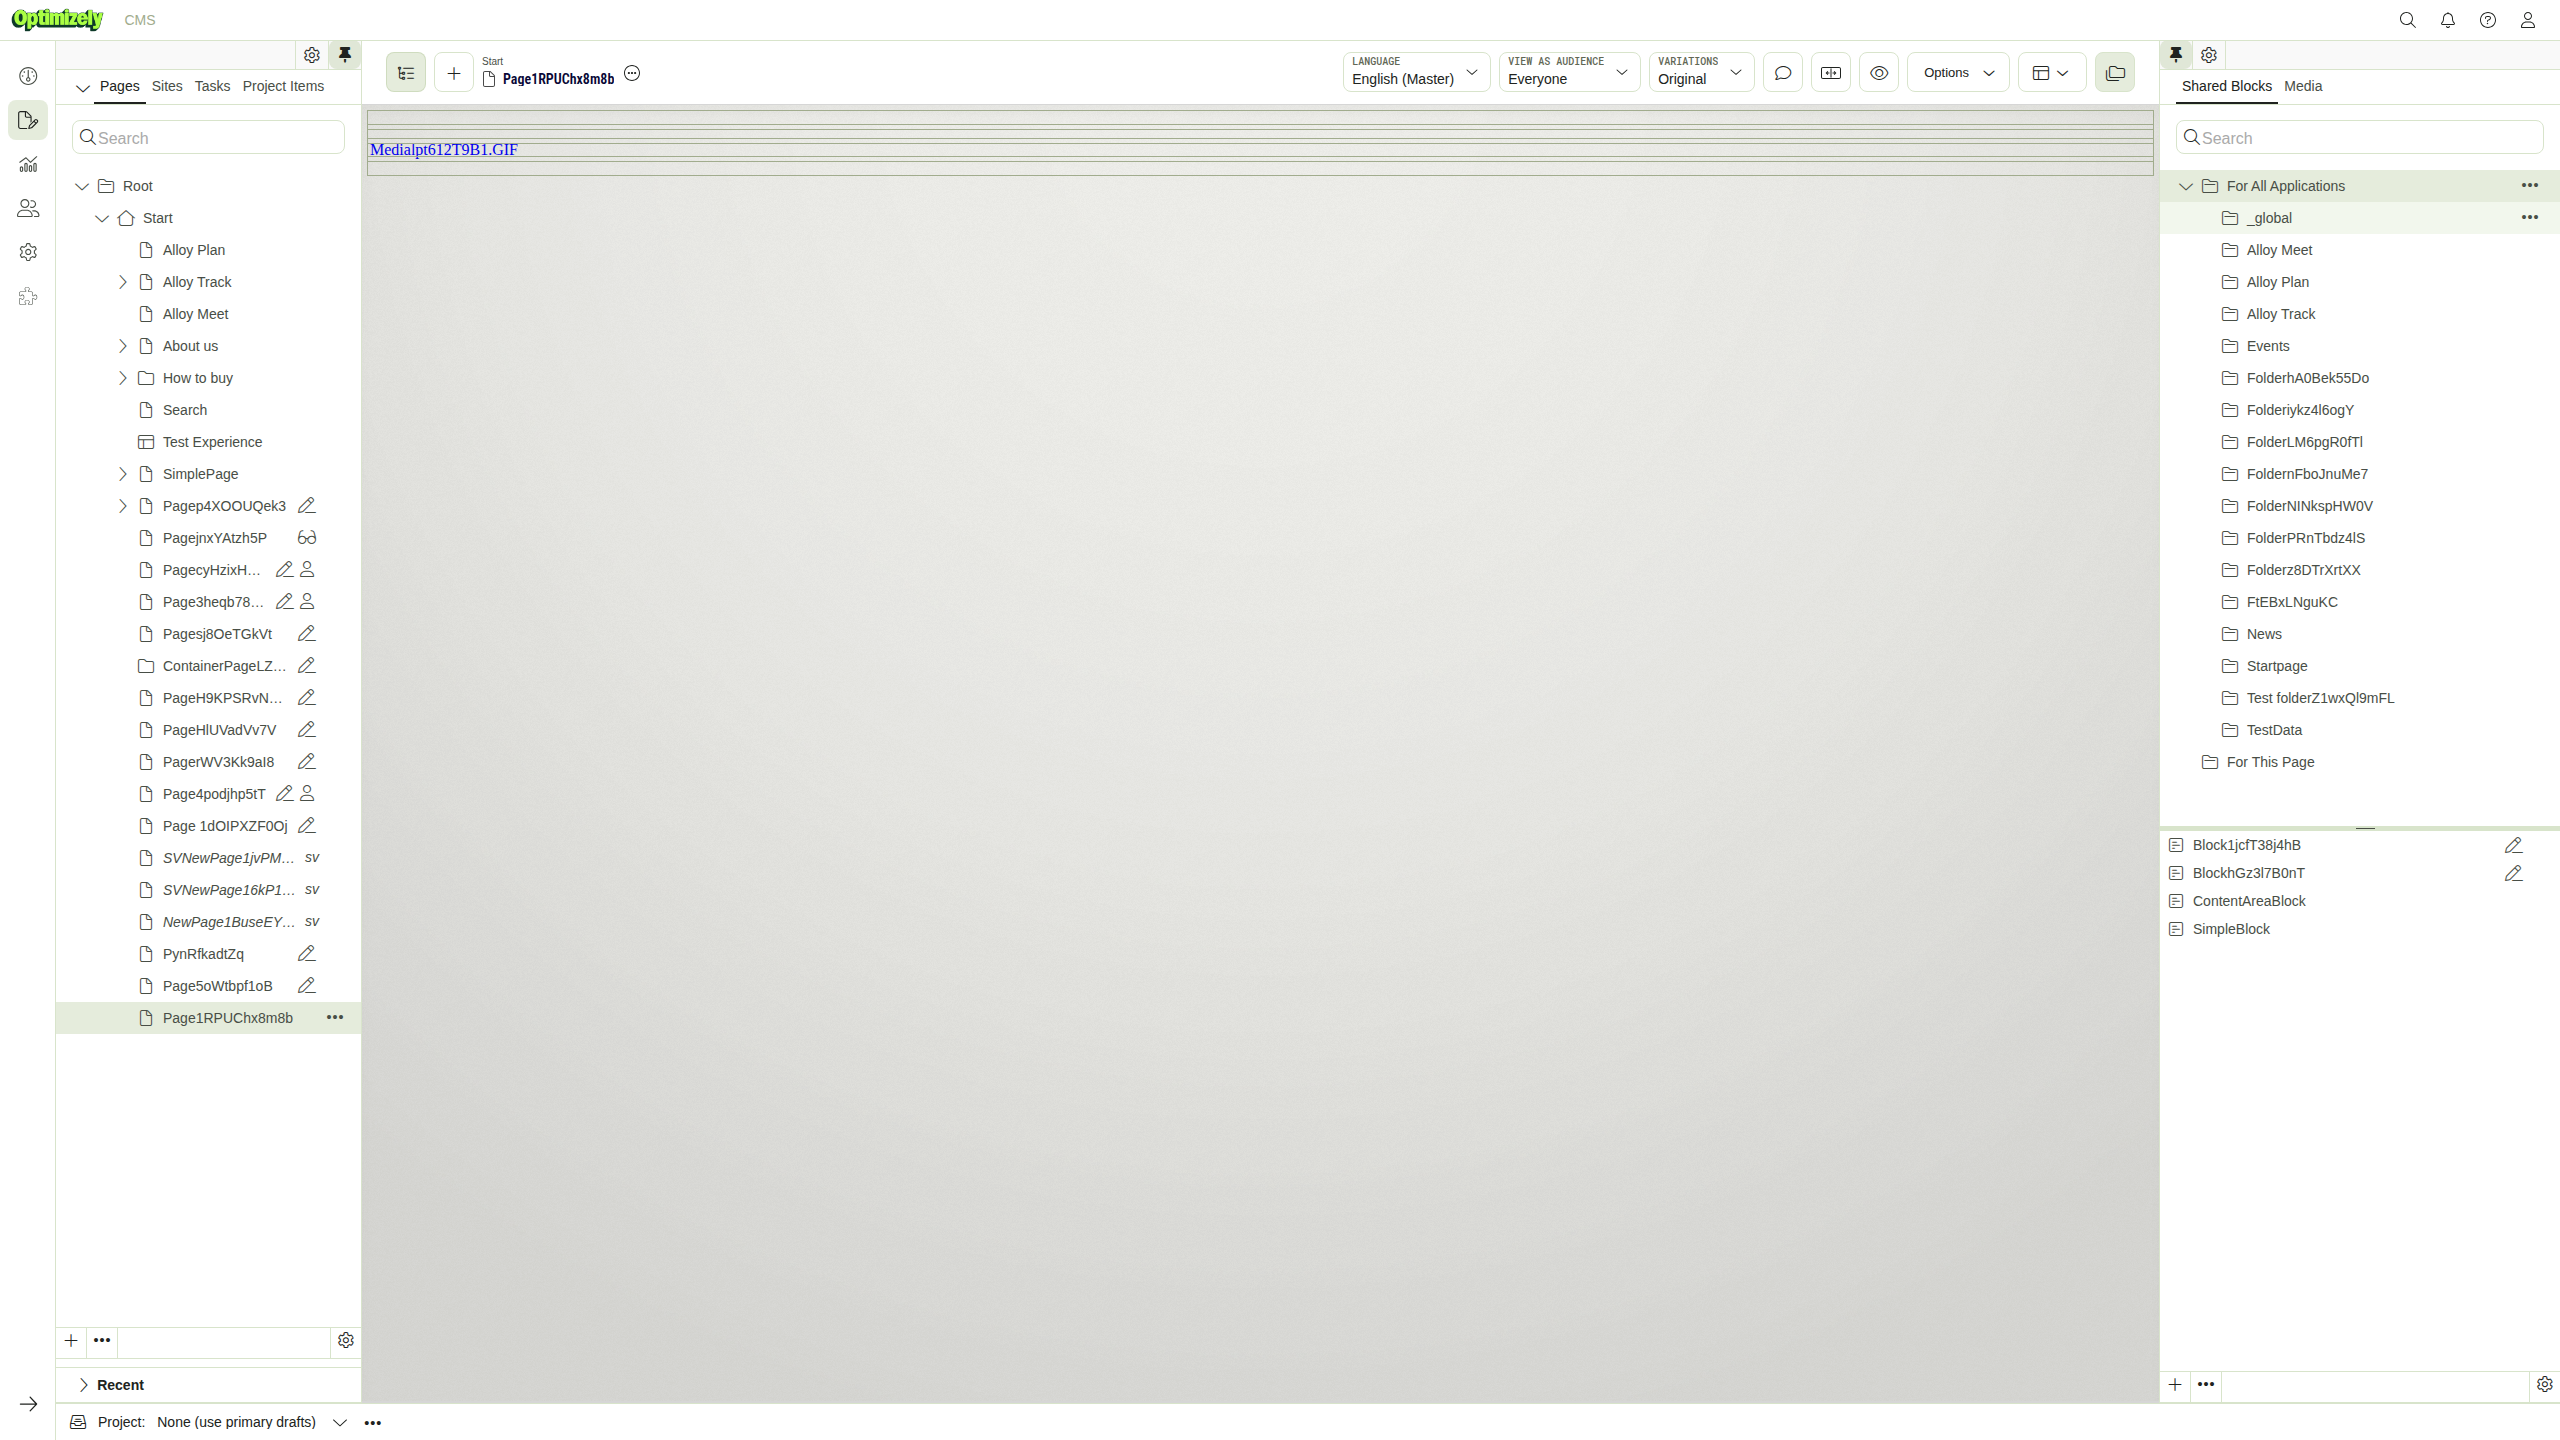 Optimizely
CMS
Pages
Sites
Tasks
Project Items
Search
Root
Start
Alloy Plan
Alloy Track
Alloy Meet
About us
How to buy
Search
Test Experience
SimplePage
Pagep4XOOUQek3
PagejnxYAtzh5P
PagecyHzixH...
Page3heqb78...
Pagesj8OeTGkVt
ContainerPageLZ...
PageH9KPSRvN...
PageHlUVadVv7V
PagerWV3Kk9aI8
Page4podjhp5tT
Page 1dOIPXZF0Oj
SVNewPage1jvPM... sv
SVNewPage16kP1... sv
NewPage1BuseEY... sv
PynRfkadtZq
Page5oWtbpf1oB
Page1RPUChx8m8b
Recent
Project: None (use primary drafts)
Start
Page1RPUChx8m8b
LANGUAGE
English (Master)
VIEW AS AUDIENCE
Everyone
VARIATIONS
Original
Options
Medialpt612T9B1.GIF
Shared Blocks
Media
Search
For All Applications
_global
Alloy Meet
Alloy Plan
Alloy Track
Events
FolderhA0Bek55Do
Folderiykz4l6ogY
FolderLM6pgR0fTl
FoldernFboJnuMe7
FolderNINkspHW0V
FolderPRnTbdz4lS
Folderz8DTrXrtXX
FtEBxLNguKC
News
Startpage
Test folderZ1wxQl9mFL
TestData
For This Page
Block1jcfT38j4hB
BlockhGz3l7B0nT
ContentAreaBlock
SimpleBlock